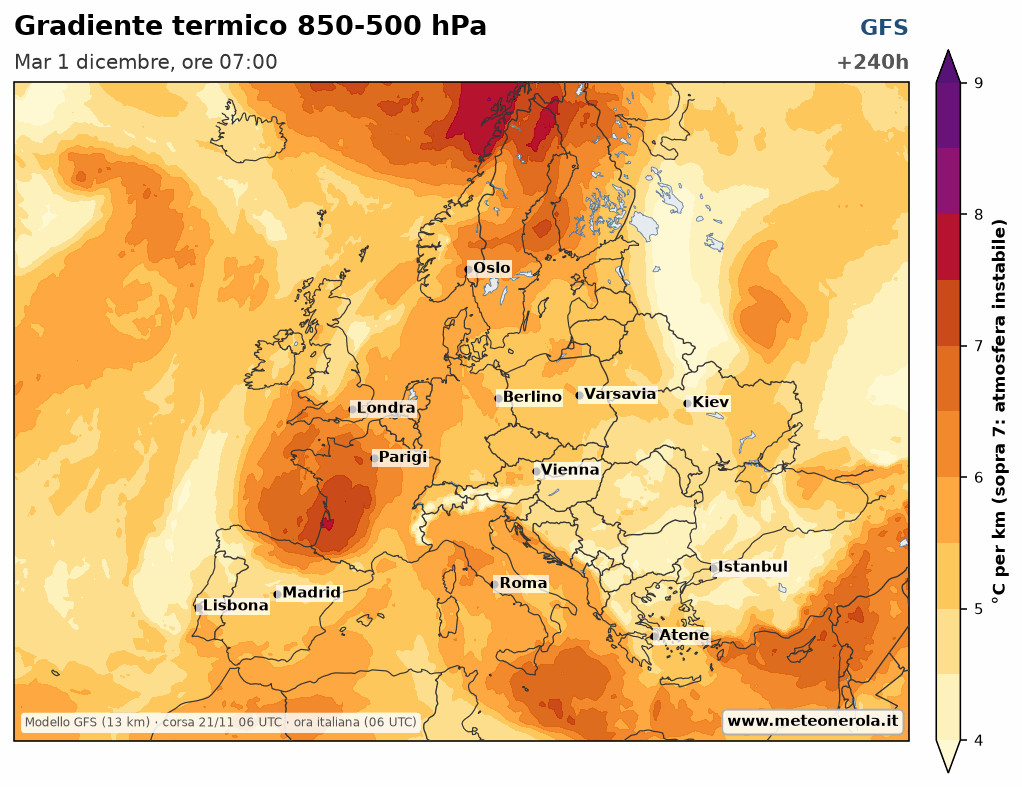 Gradiente termico 850-500 hPa
GFS
Mar 1 dicembre, ore 07:00
+240h
9
8
7
6
5
4
°C per km (sopra 7: atmosfera instabile)
Oslo
Berlino
Varsavia
Kiev
Londra
Parigi
Vienna
Istanbul
Roma
Madrid
Lisbona
Atene
Modello GFS (13 km) · corsa 21/11 06 UTC · ora italiana (06 UTC)
www.meteonerola.it